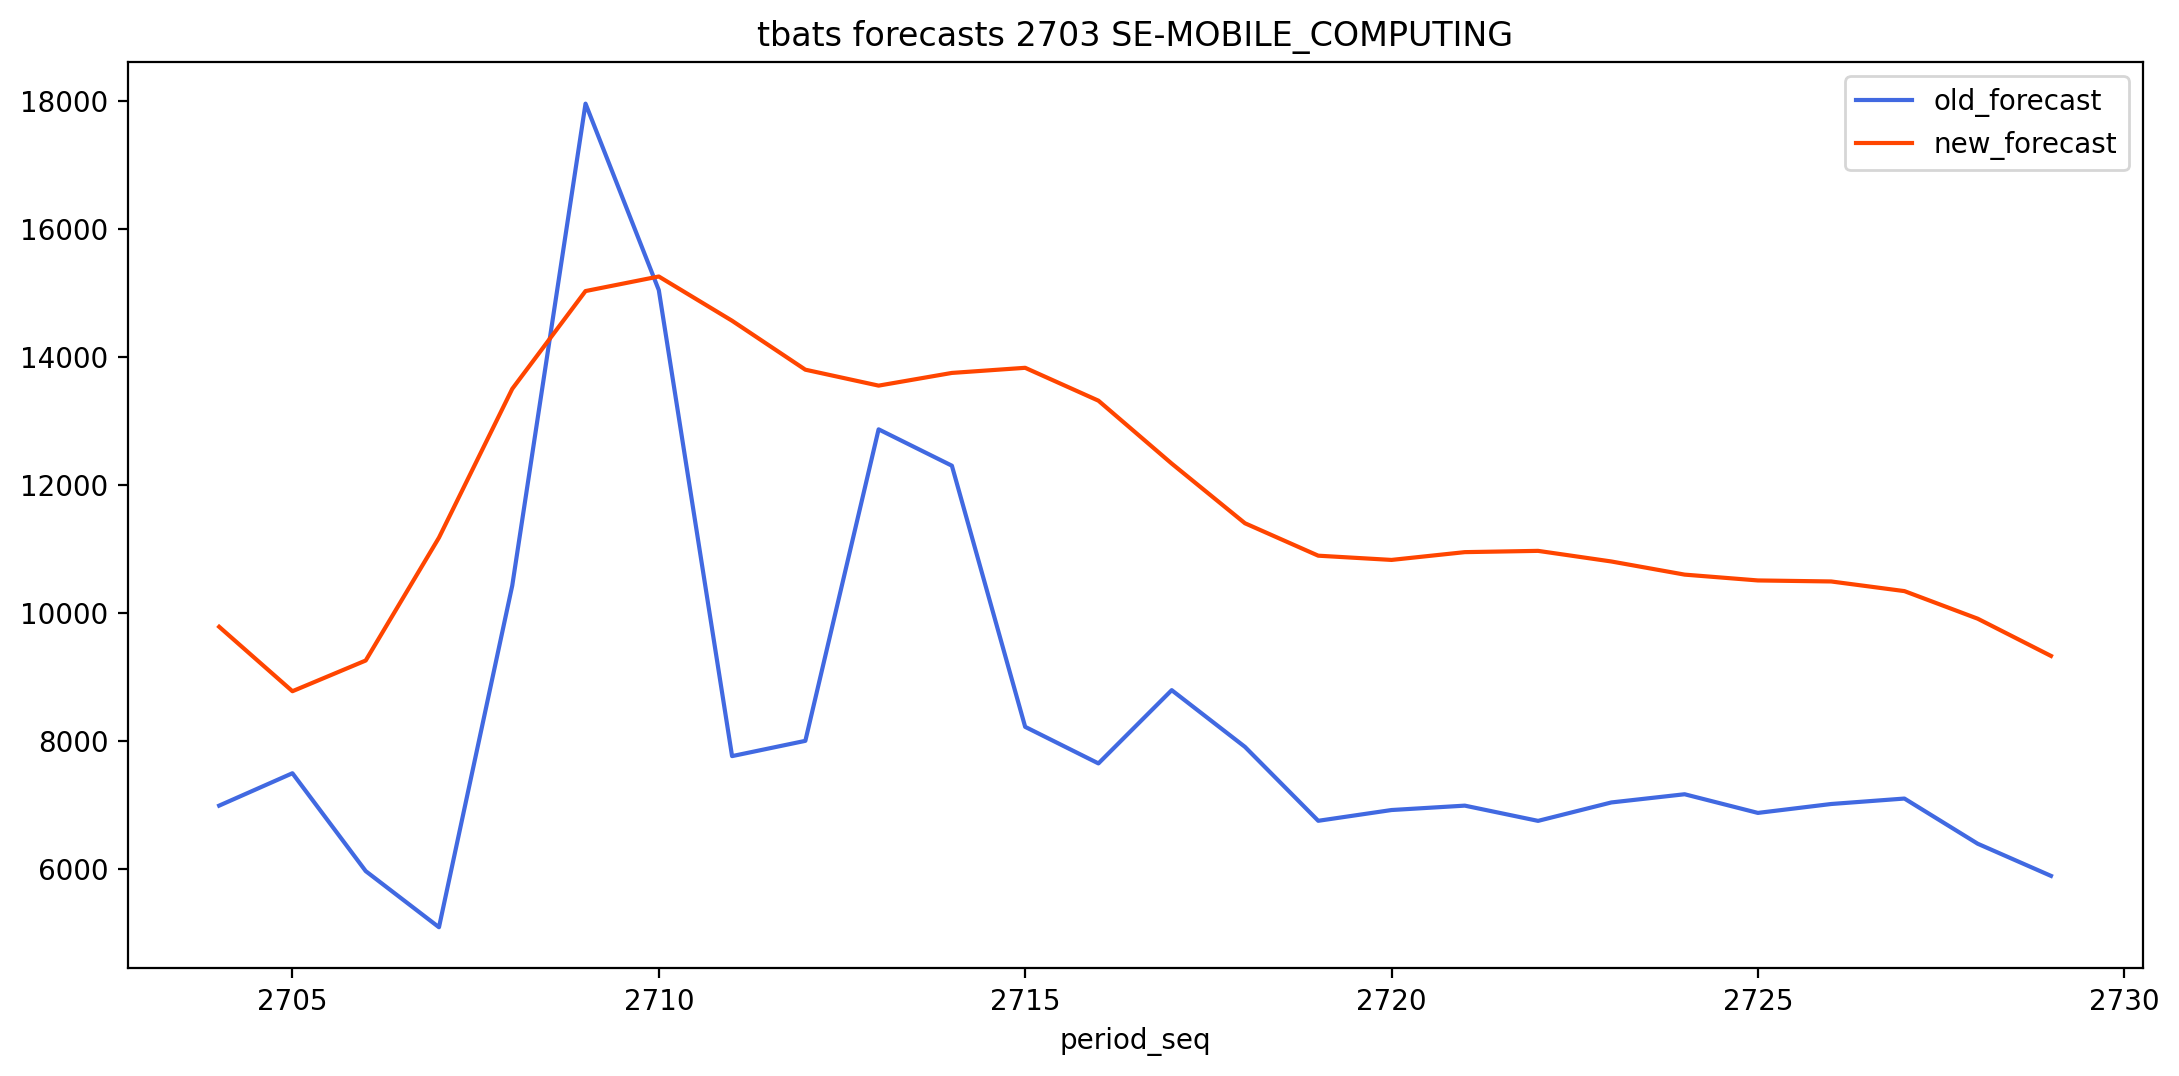 tbats forecasts 2703 SE-MOBILE_COMPUTING
old_forecast
new_forecast
18000
16000
14000
12000
10000
8000
6000
2705 2710 2715 2720 2725 2730
period_seq